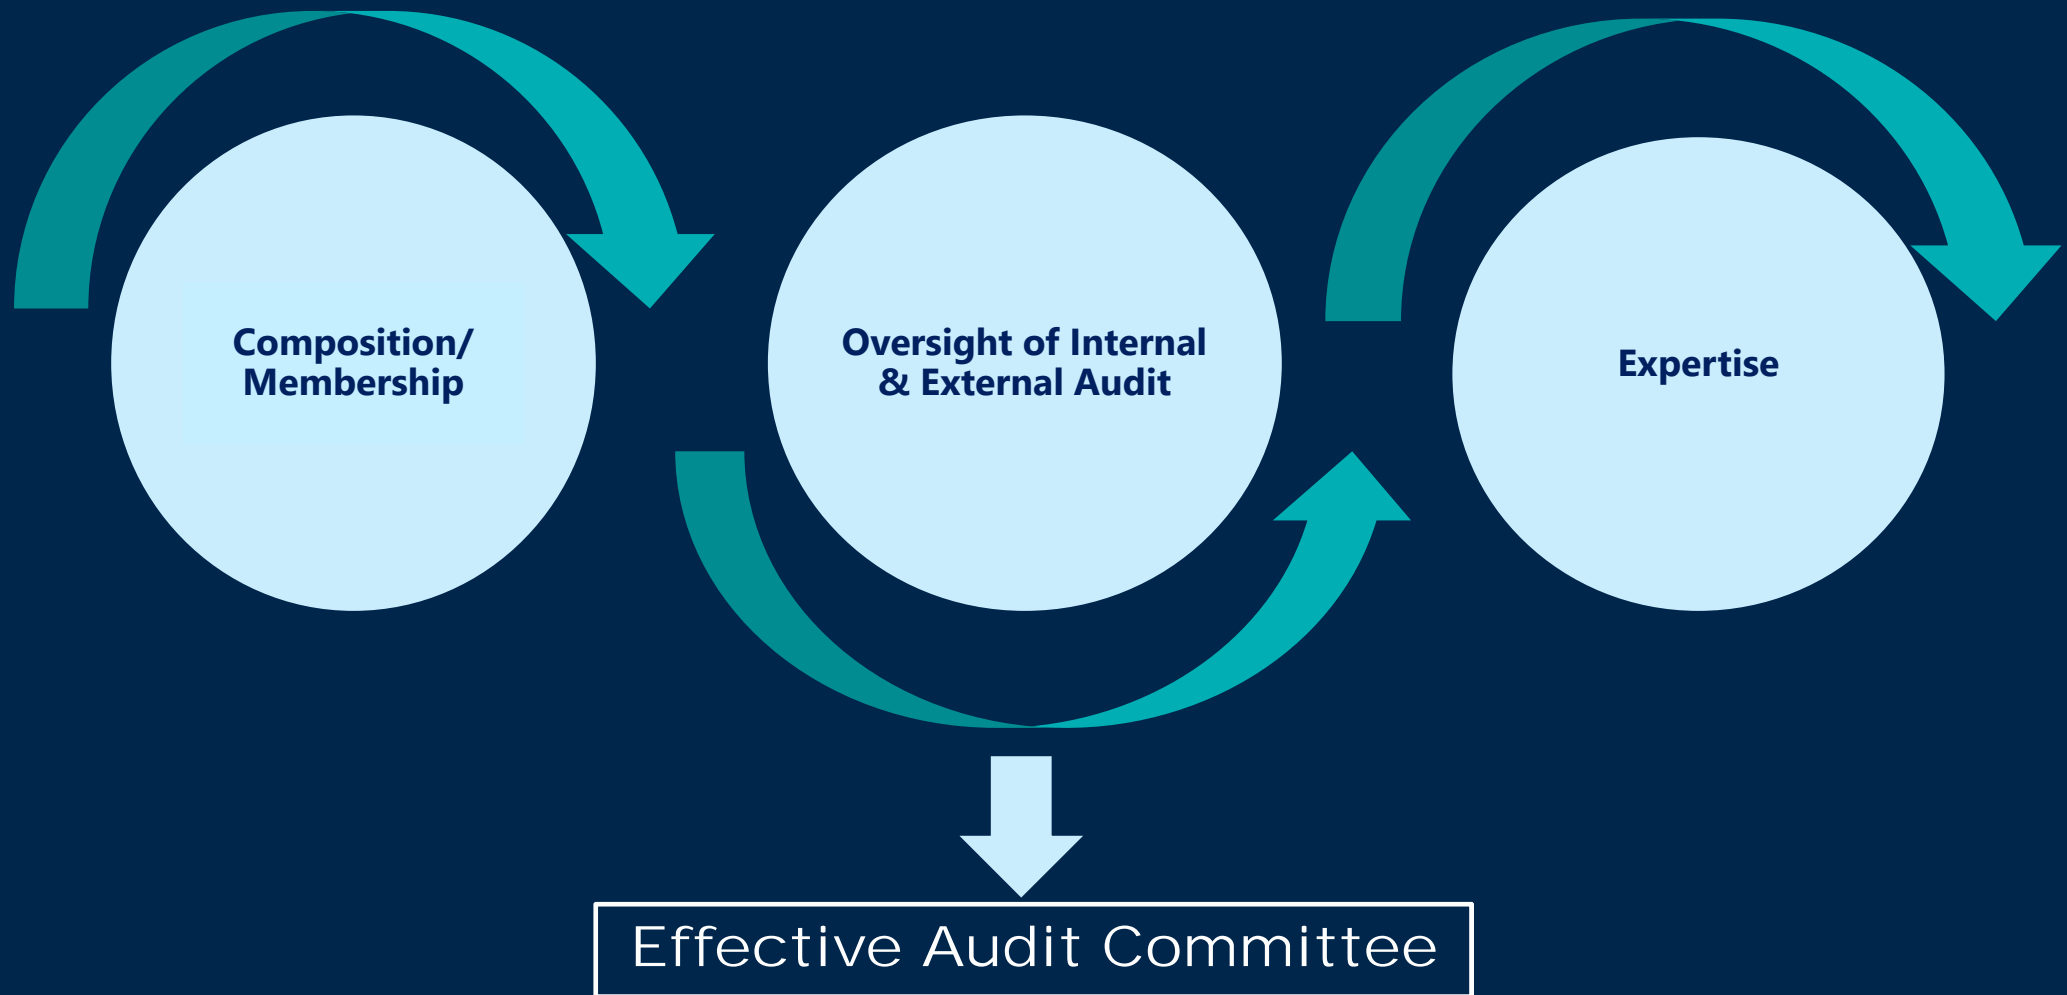 Composition/
Membership
Oversight of Internal
& External Audit
Expertise
Effective Audit Committee